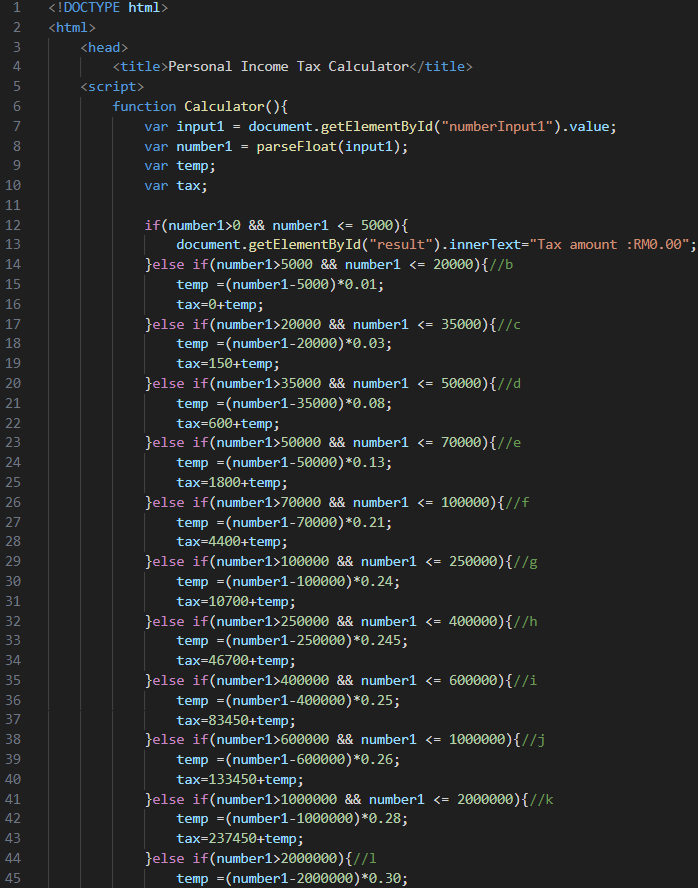 1 <!DOCTYPE html>
2 <html>
3     <head>
4         <title>Personal Income Tax Calculator</title>
5     <script>
6         function Calculator(){
7             var input1 = document.getElementById("numberInput1").value;
8             var number1 = parseFloat(input1);
9             var temp;
10             var tax;
11
12             if(number1>0 && number1 <= 5000){
13                 document.getElementById("result").innerText="Tax amount :RM0.00";
14             }else if(number1>5000 && number1 <= 20000){//b
15                 temp =(number1-5000)*0.01;
16                 tax=0+temp;
17             }else if(number1>20000 && number1 <= 35000){//c
18                 temp =(number1-20000)*0.03;
19                 tax=150+temp;
20             }else if(number1>35000 && number1 <= 50000){//d
21                 temp =(number1-35000)*0.08;
22                 tax=600+temp;
23             }else if(number1>50000 && number1 <= 70000){//e
24                 temp =(number1-50000)*0.13;
25                 tax=1800+temp;
26             }else if(number1>70000 && number1 <= 100000){//f
27                 temp =(number1-70000)*0.21;
28                 tax=4400+temp;
29             }else if(number1>100000 && number1 <= 250000){//g
30                 temp =(number1-100000)*0.24;
31                 tax=10700+temp;
32             }else if(number1>250000 && number1 <= 400000){//h
33                 temp =(number1-250000)*0.245;
34                 tax=46700+temp;
35             }else if(number1>400000 && number1 <= 600000){//i
36                 temp =(number1-400000)*0.25;
37                 tax=83450+temp;
38             }else if(number1>600000 && number1 <= 1000000){//j
39                 temp =(number1-600000)*0.26;
40                 tax=133450+temp;
41             }else if(number1>1000000 && number1 <= 2000000){//k
42                 temp =(number1-1000000)*0.28;
43                 tax=237450+temp;
44             }else if(number1>2000000){//l
45                 temp =(number1-2000000)*0.30;